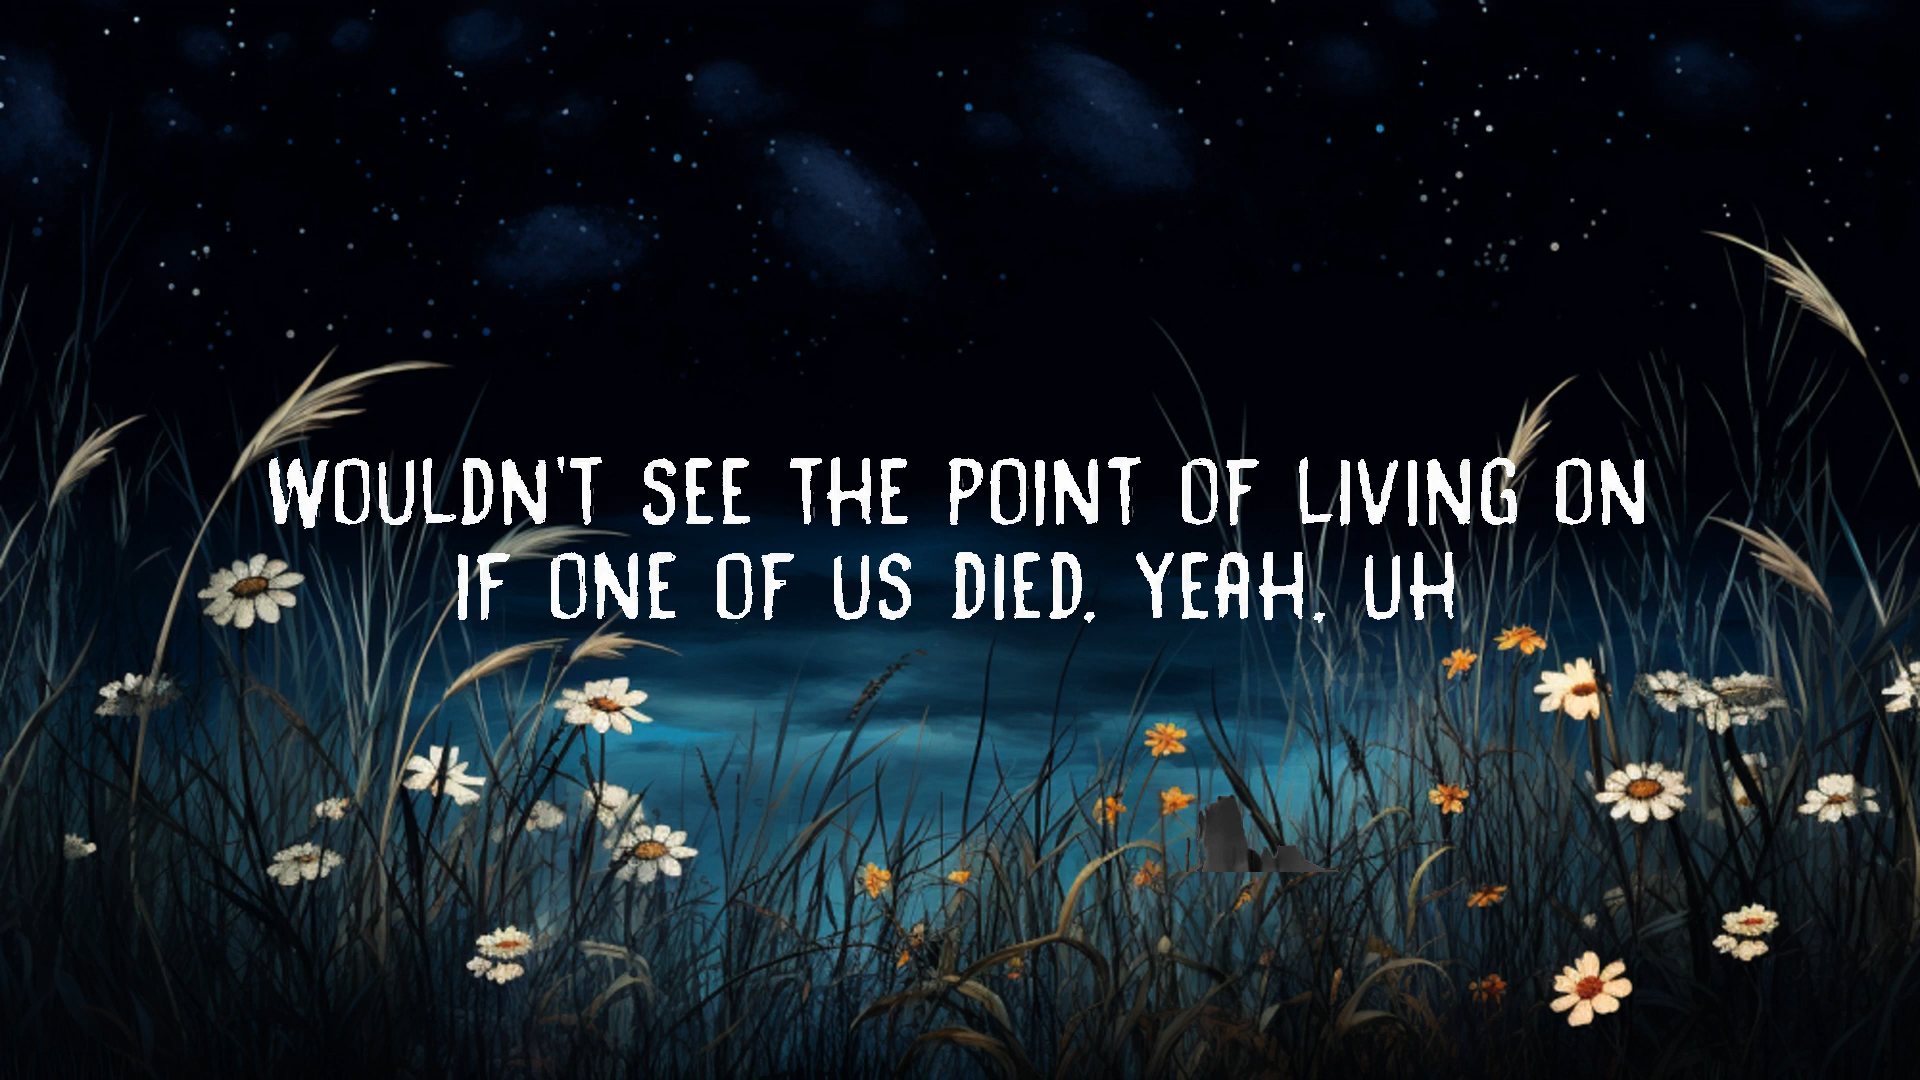 WOULDN'T SEE THE POINT OF LIVING ON
IF ONE OF US DIED, YEAH, UH